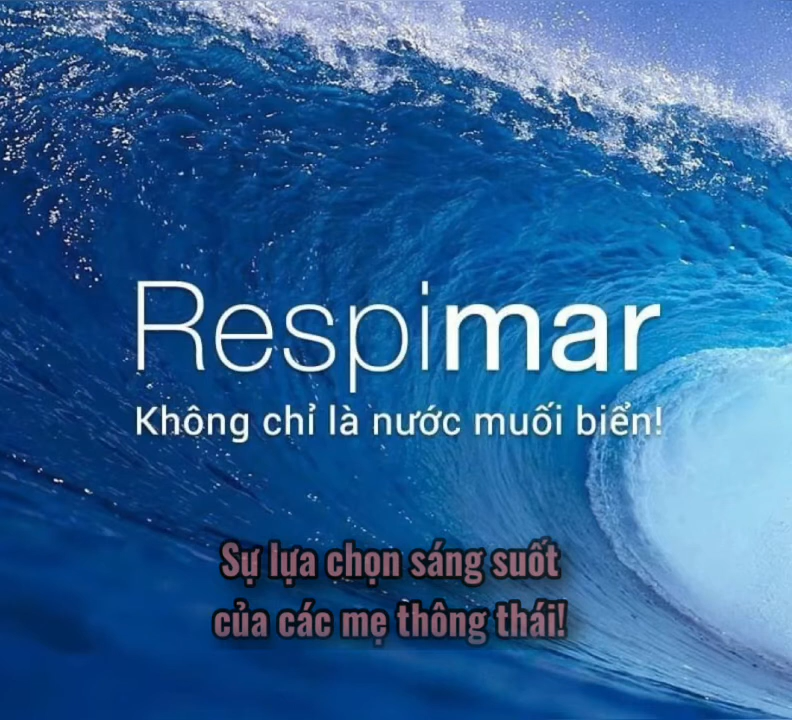 Respimar
Không chỉ là nước muối biển!
Sự lựa chọn sáng suốt
của các mẹ thông thái!